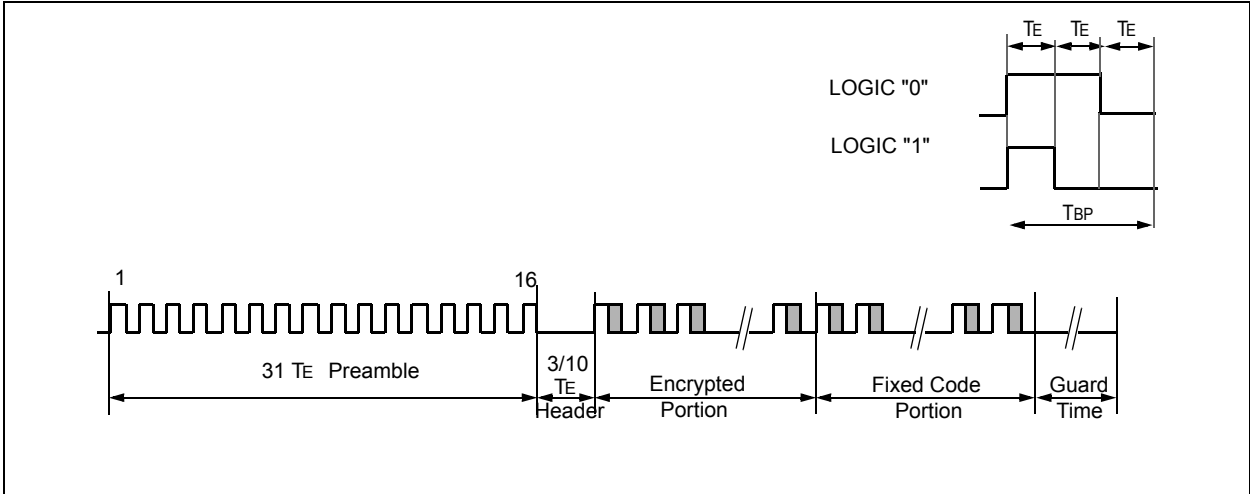 TE TE TE
LOGIC "0"
LOGIC "1"
TBP
1 16
31 TE Preamble
3/10
TE
Header
Encrypted
Portion
Fixed Code
Portion
Guard
Time